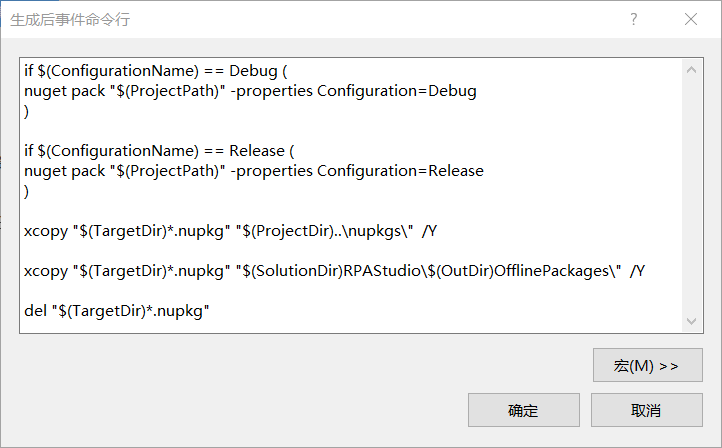 生成后事件命令行
if $(ConfigurationName) == Debug (
nuget pack "$(ProjectPath)" -properties Configuration=Debug
)
if $(ConfigurationName) == Release (
nuget pack "$(ProjectPath)" -properties Configuration=Release
)
xcopy "$(TargetDir)*.nupkg" "$(ProjectDir)..\nupkgs\"  /Y
xcopy "$(TargetDir)*.nupkg" "$(SolutionDir)RPAStudio\$(OutDir)OfflinePackages\"  /Y
del "$(TargetDir)*.nupkg"
宏(M) >>
确定
取消